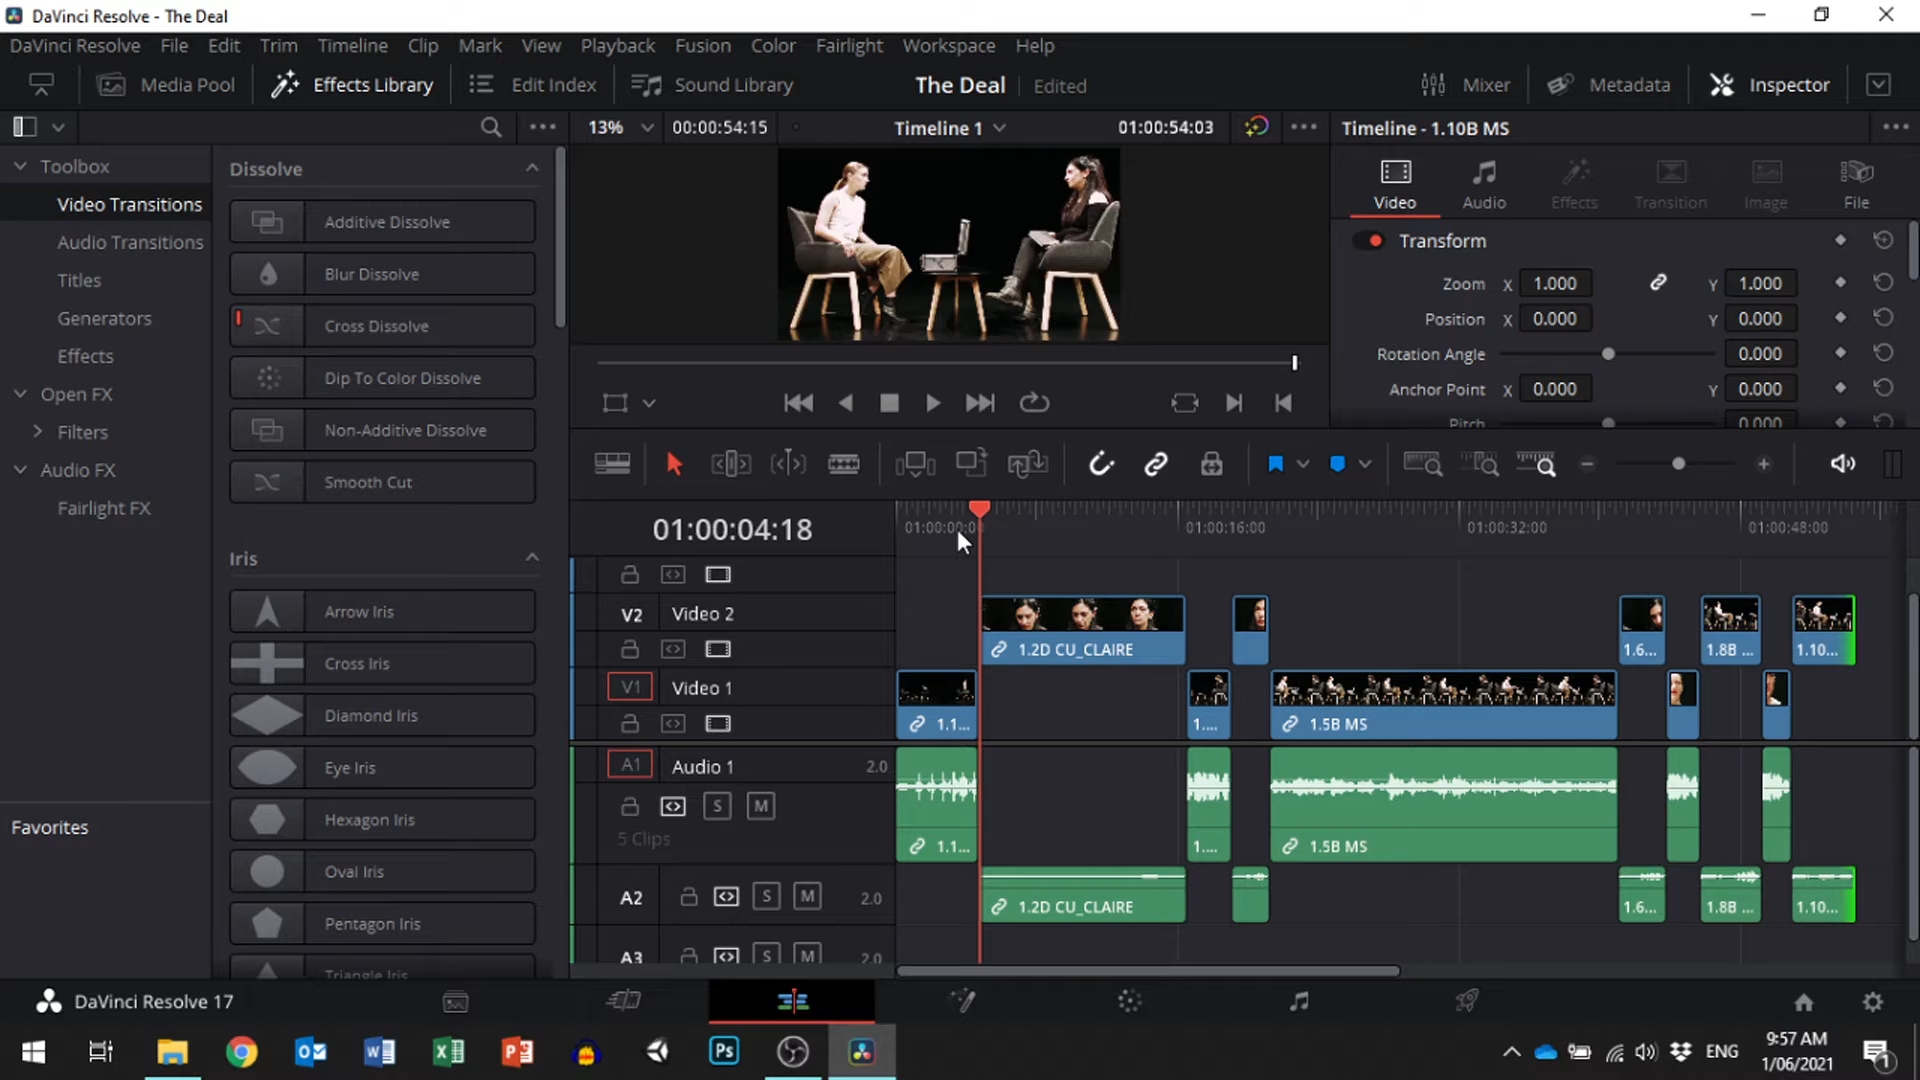 DaVinci Resolve - The Deal
DaVinci Resolve File Edit Trim Timeline Clip Mark View Playback Fusion Color Fairlight Workspace Help
Media Pool Effects Library Edit Index Sound Library The Deal Edited Mixer Metadata Inspector
13% 00:00:54:15 Timeline 1 01:00:54:03 Timeline - 1.10B MS
Toolbox
Video Transitions
Audio Transitions
Titles
Generators
Effects
Open FX
Filters
Audio FX
Fairlight FX
Favorites
Dissolve
Additive Dissolve
Blur Dissolve
Cross Dissolve
Dip To Color Dissolve
Non-Additive Dissolve
Smooth Cut
Iris
Arrow Iris
Cross Iris
Diamond Iris
Eye Iris
Hexagon Iris
Oval Iris
Pentagon Iris
Triangle Iris
Video Audio Effects Transition Image File
Transform
Zoom X 1.000 Y 1.000
Position X 0.000 Y 0.000
Rotation Angle 0.000
Anchor Point X 0.000 Y 0.000
Pitch 0.000
01:00:04:18 01:00:00:00 01:00:16:00 01:00:32:00 01:00:48:00
V2 Video 2
1.2D CU_CLAIRE 1.6... 1.8B ... 1.10...
V1 Video 1
1.1... 1.... 1.5B MS
A1 Audio 1 2.0
S M
5 Clips
1.1... 1.... 1.5B MS
A2 S M 2.0
1.2D CU_CLAIRE 1.6... 1.8B ... 1.10...
A3 S M 2.0
DaVinci Resolve 17
ENG 9:57 AM
1/06/2021
1